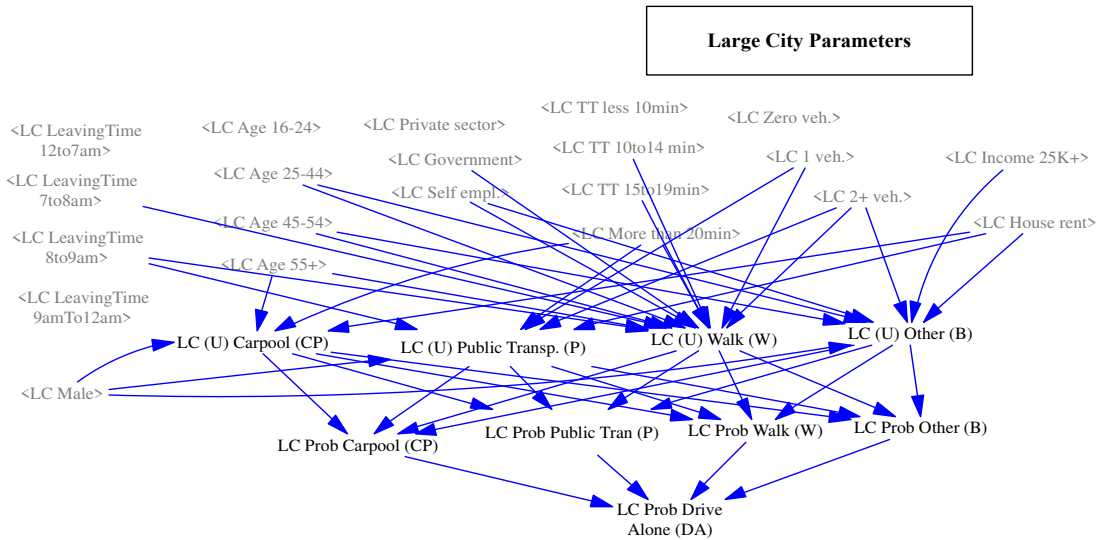 Large City Parameters
<LC LeavingTime
12to7am>
<LC Age 16-24>
<LC Private sector>
<LC TT less 10min>
<LC Zero veh.>
<LC Government>
<LC TT 10to14 min>
<LC 1 veh.>
<LC Income 25K+>
<LC LeavingTime
7to8am>
<LC Age 25-44>
<LC Self empl.>
<LC TT 15to19min>
<LC 2+ veh.>
<LC LeavingTime
8to9am>
<LC Age 45-54>
<LC More than 20min>
<LC House rent>
<LC Age 55+>
<LC LeavingTime
9amTo12am>
LC (U) Carpool (CP)
LC (U) Public Transp. (P)
LC (U) Walk (W)
LC (U) Other (B)
<LC Male>
LC Prob Carpool (CP)
LC Prob Public Tran (P)
LC Prob Walk (W)
LC Prob Other (B)
LC Prob Drive
Alone (DA)